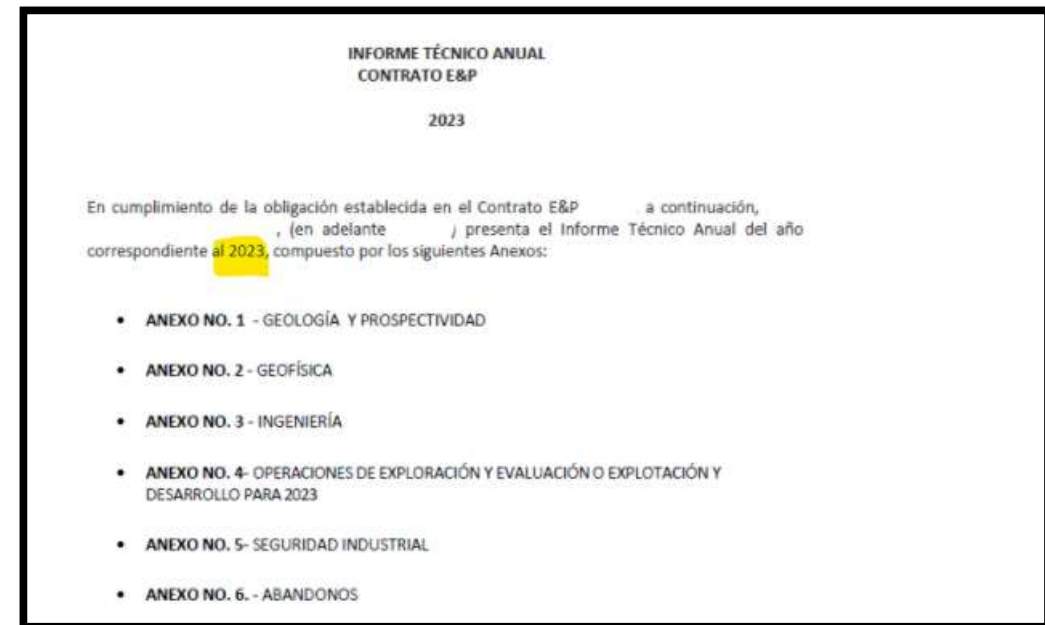 INFORME TÉCNICO ANUAL
CONTRATO E&P
2023
En cumplimiento de la obligación establecida en el Contrato E&P . a continuación,
, (en adelante ) presenta el Informe Técnico Anual del año
correspondiente al 2023, compuesto por los siguientes Anexos:
• ANEXO NO. 1 - GEOLOGÍA Y PROSPECTIVIDAD
• ANEXO NO. 2 - GEOFÍSICA
• ANEXO NO. 3 - INGENIERÍA
• ANEXO NO. 4- OPERACIONES DE EXPLORACIÓN Y EVALUACIÓN O EXPLOTACIÓN Y
DESARROLLO PARA 2023
• ANEXO NO. 5- SEGURIDAD INDUSTRIAL
• ANEXO NO. 6. - ABANDONOS